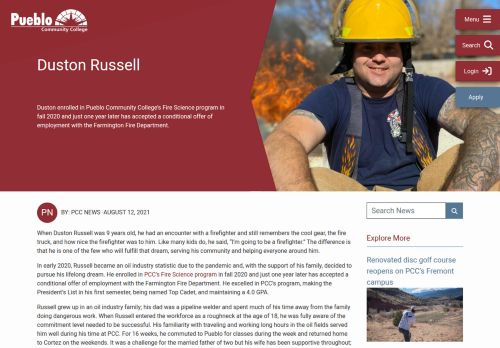 Pueblo
Community College
Menu
Search
Login
Apply
Duston Russell
Duston enrolled in Pueblo Community College's Fire Science program in
fall 2020 and just one year later has accepted a conditional offer of
employment with the Farmington Fire Department.
PN BY: PCC NEWS AUGUST 12, 2021
When Duston Russell was 9 years old, he had an encounter with a firefighter and still remembers the cool gear, the fire
truck, and how nice the firefighter was to him. Like many kids do, he said, "I'm going to be a firefighter." The difference is
that he is one of the few who will fulfill that dream, serving his community and helping everyone around him.
In early 2020, Russell became an oil industry statistic due to the pandemic and, with the support of his family, decided to
pursue his lifelong dream. He enrolled in PCC's Fire Science program in fall 2020 and just one year later has accepted a
conditional offer of employment with the Farmington Fire Department. He excelled in PCC's program, making the
President's List in his first semester, being named Top Cadet, and maintaining a 4.0 GPA.
Russell grew up in an oil industry family; his dad was a pipeline welder and spent much of his time away from the family
doing dangerous work. When Russell entered the workforce as a roughneck at the age of 18, he was fully aware of the
commitment level needed to be successful. His familiarity with traveling and working long hours in the oil fields served
him well during his time at PCC. For 16 weeks, he commuted to Pueblo for classes during the week and returned home
to Cortez on the weekends. It was a challenge for the married father of two but his wife has been supportive throughout;
Search News
Explore More
Renovated disc golf course
reopens on PCC's Fremont
campus